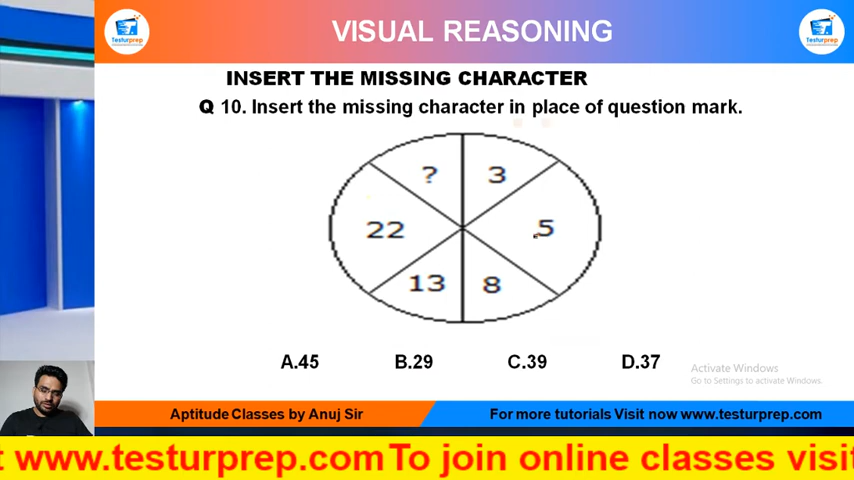 Testurprep
VISUAL REASONING
Testurprep
INSERT THE MISSING CHARACTER
Q 10. Insert the missing character in place of question mark.
? 3
22 5
13 8
A.45 B.29 C.39 D.37
Activate Windows
Go to Settings to activate Windows.
Aptitude Classes by Anuj Sir For more tutorials Visit now www.testurprep.com
t www.testurprep.com To join online classes visit